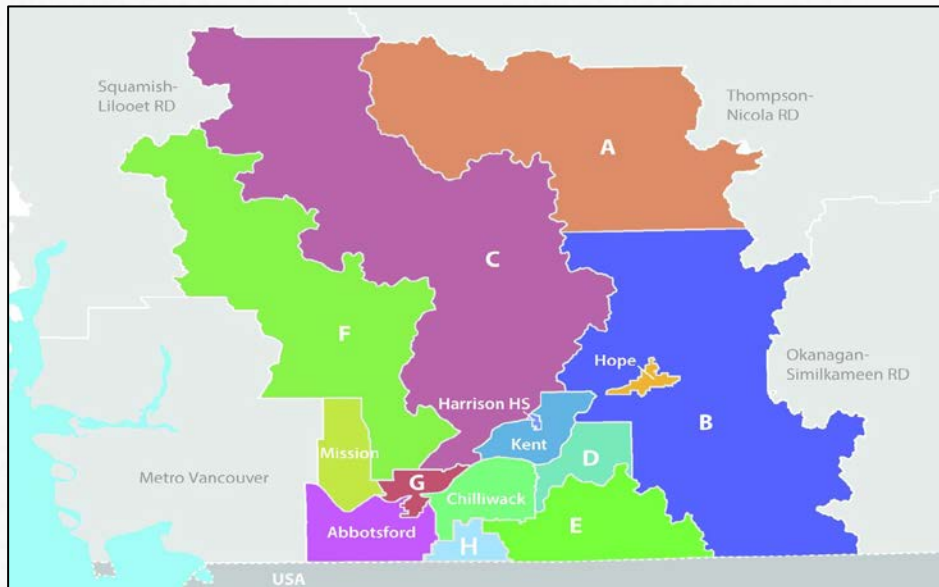 Squamish-
Lilooet RD
Thompson-
Nicola RD
A
C
F
Hope
Okanagan-
Similkameen RD
Harrison HS
B
Kent
Mission
D
Metro Vancouver
G
Chilliwack
E
Abbotsford
H
USA